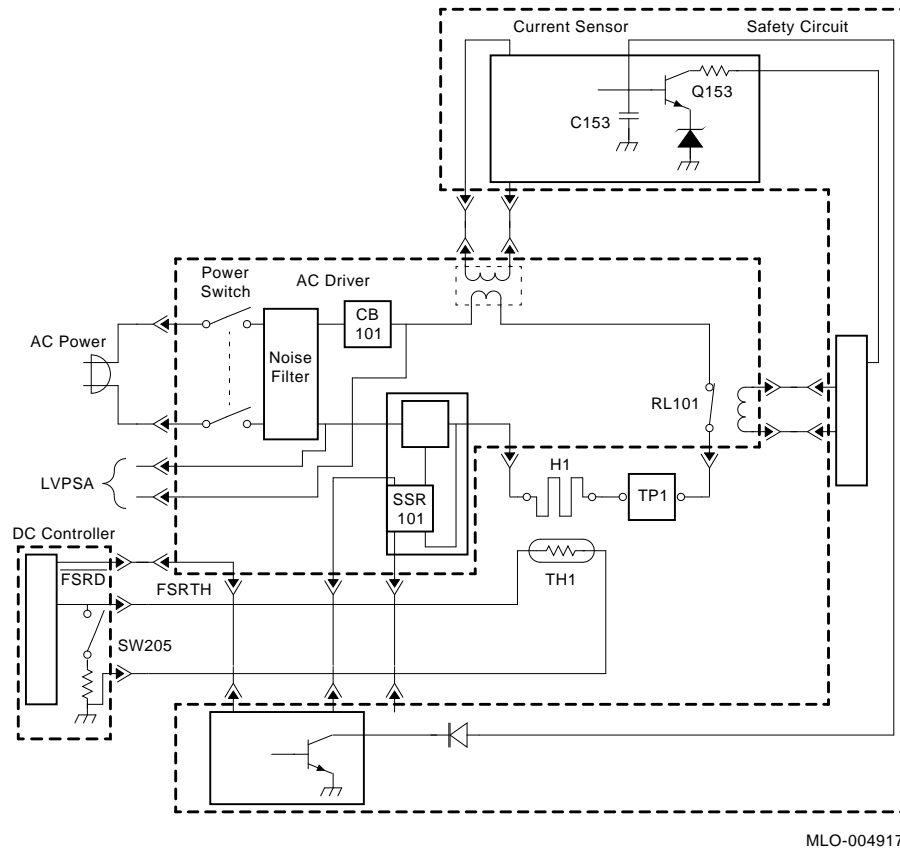 Current Sensor
Safety Circuit
Q153
C153
Power
Switch
AC Driver
CB
101
AC Power
Noise
Filter
RL101
LVPSA
H1
SSR
101
TP1
DC Controller
FSRD
FSRTH
TH1
SW205
MLO-004917